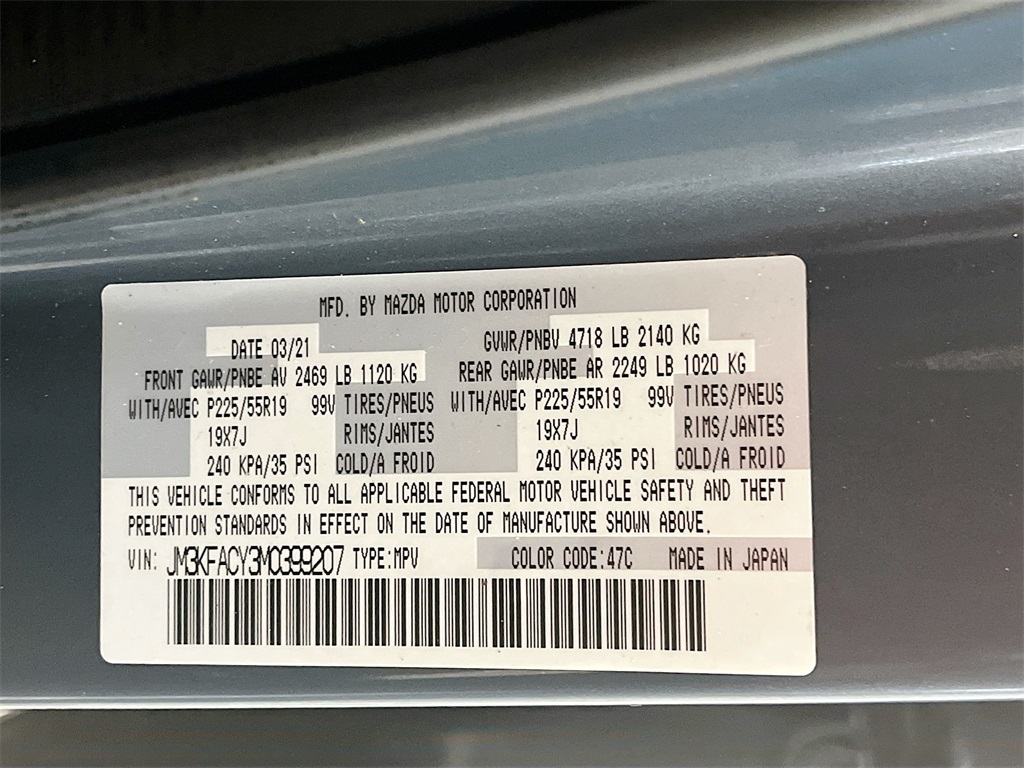 MFD. BY MAZDA MOTOR CORPORATION
DATE 03/21 GVWR/PNBV 4718 LB 2140 KG
FRONT GAWR/PNBE AV 2469 LB 1120 KG REAR GAWR/PNBE AR 2249 LB 1020 KG
WITH/AVEC P225/55R19 99V TIRES/PNEUS WITH/AVEC P225/55R19 99V TIRES/PNEUS
19X7J RIMS/JANTES 19X7J RIMS/JANTES
240 KPA/35 PSI COLD/A FROID 240 KPA/35 PSI COLD/A FROID
THIS VEHICLE CONFORMS TO ALL APPLICABLE FEDERAL MOTOR VEHICLE SAFETY AND THEFT
PREVENTION STANDARDS IN EFFECT ON THE DATE OF MANUFACTURE SHOWN ABOVE.
VIN: JM3KFACY3M0399207 TYPE:MPV COLOR CODE:47C MADE IN JAPAN